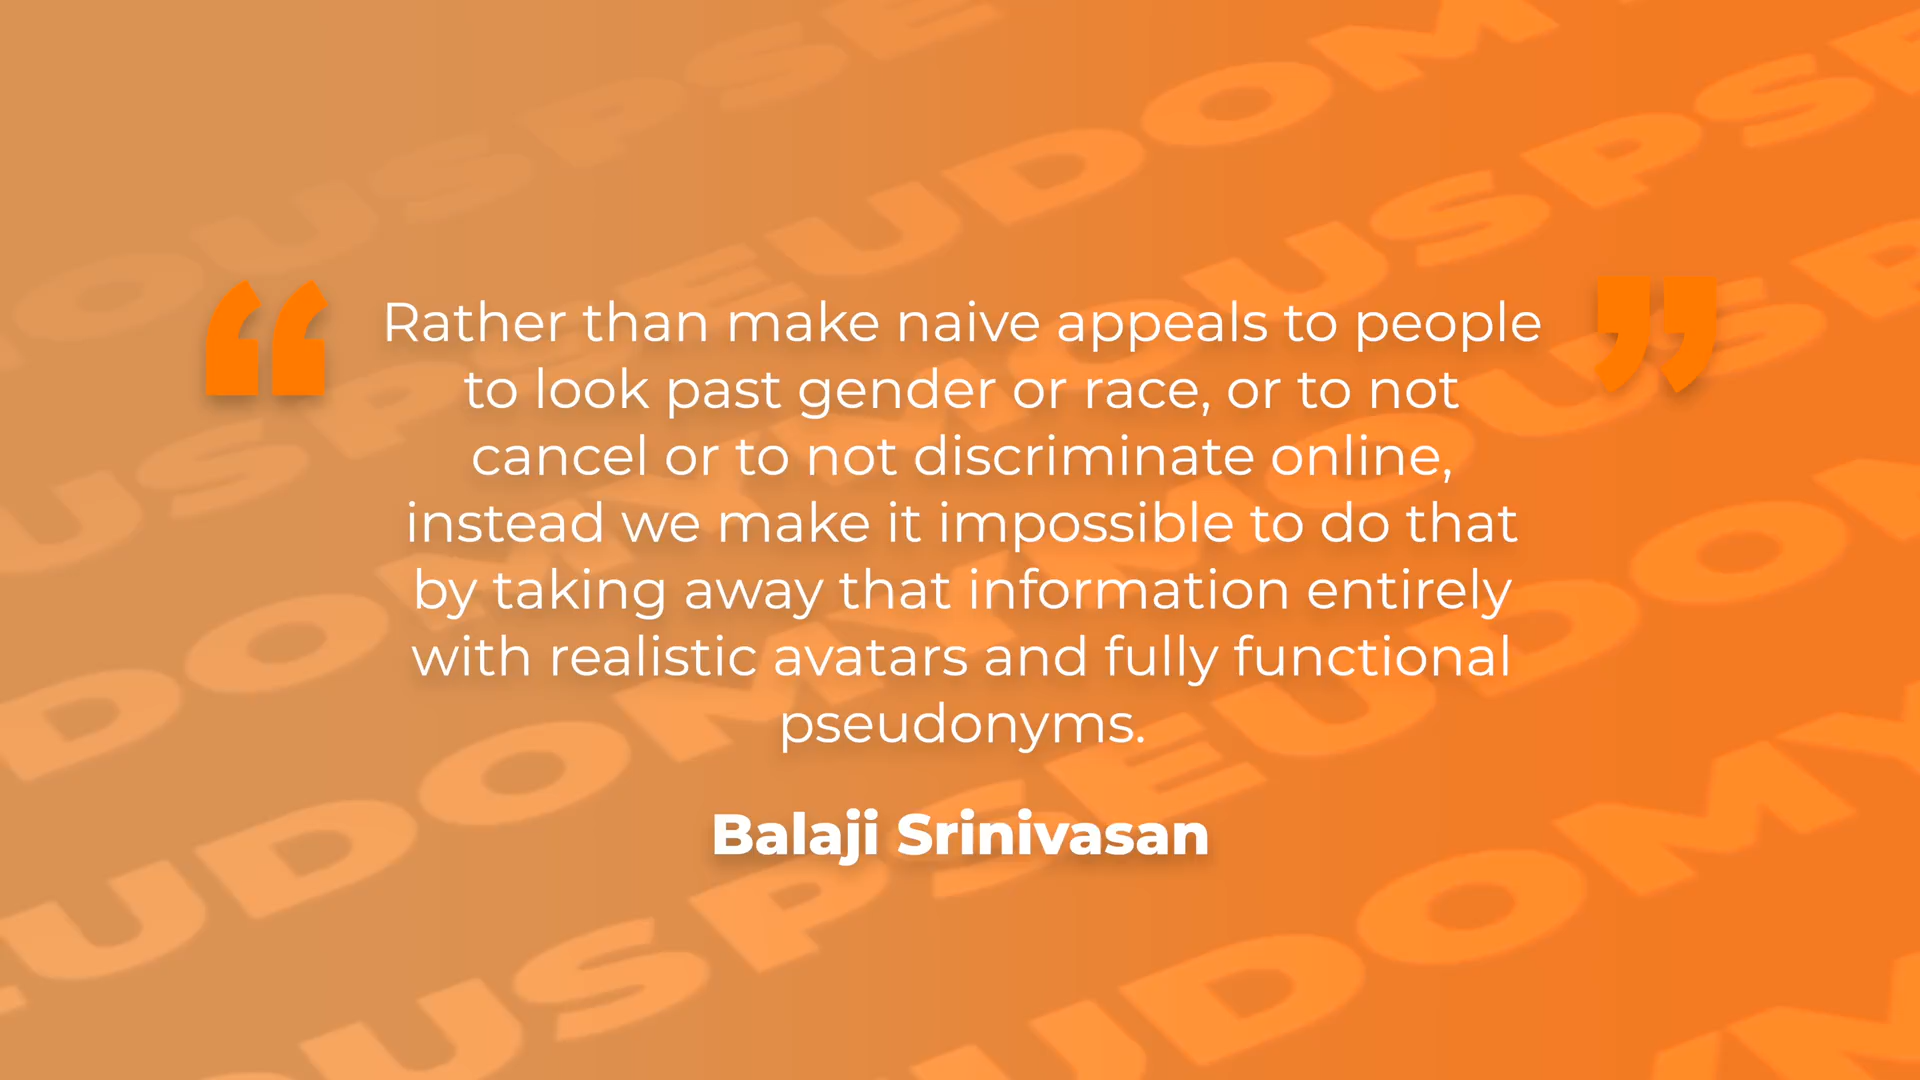 “ Rather than make naive appeals to people ”
to look past gender or race, or to not
cancel or to not discriminate online,
instead we make it impossible to do that
by taking away that information entirely
with realistic avatars and fully functional
pseudonyms.
Balaji Srinivasan